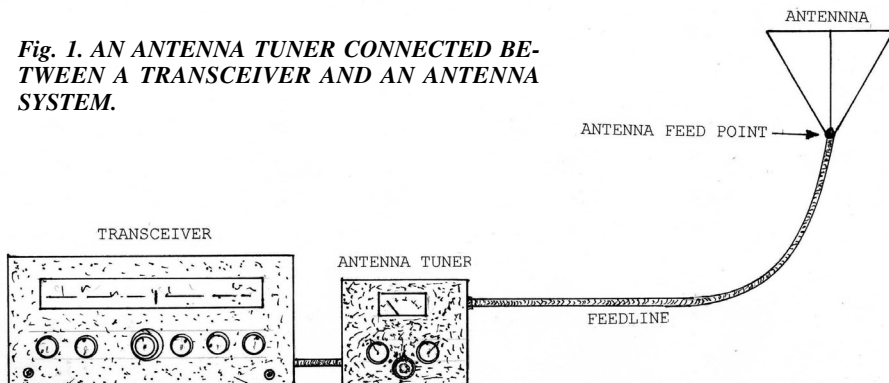 Fig. 1. AN ANTENNA TUNER CONNECTED BE-
TWEEN A TRANSCEIVER AND AN ANTENNA
SYSTEM.
ANTENNNA
ANTENNA FEED POINT
TRANSCEIVER
ANTENNA TUNER
FEEDLINE